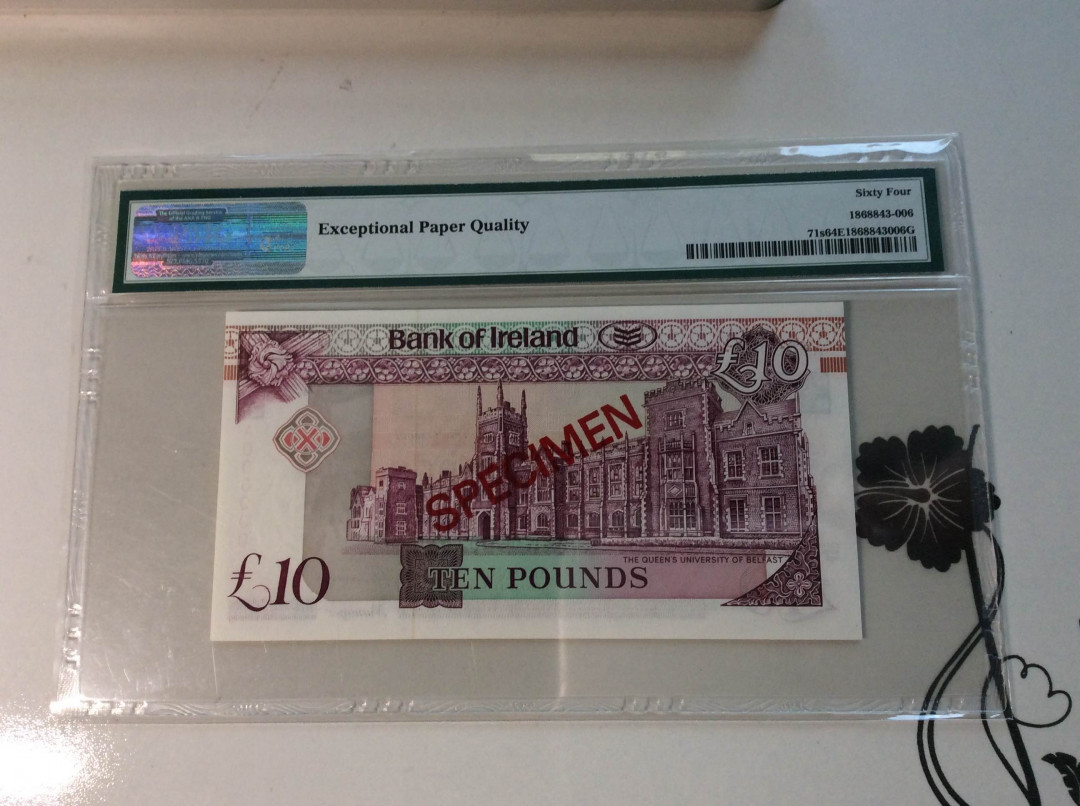 Sixty Four
Exceptional Paper Quality
1868843-006
71s64E1868843006G
Bank of Ireland
£10
SPECIMEN
THE QUEEN'S UNIVERSITY OF BELFAST
£10
TEN POUNDS